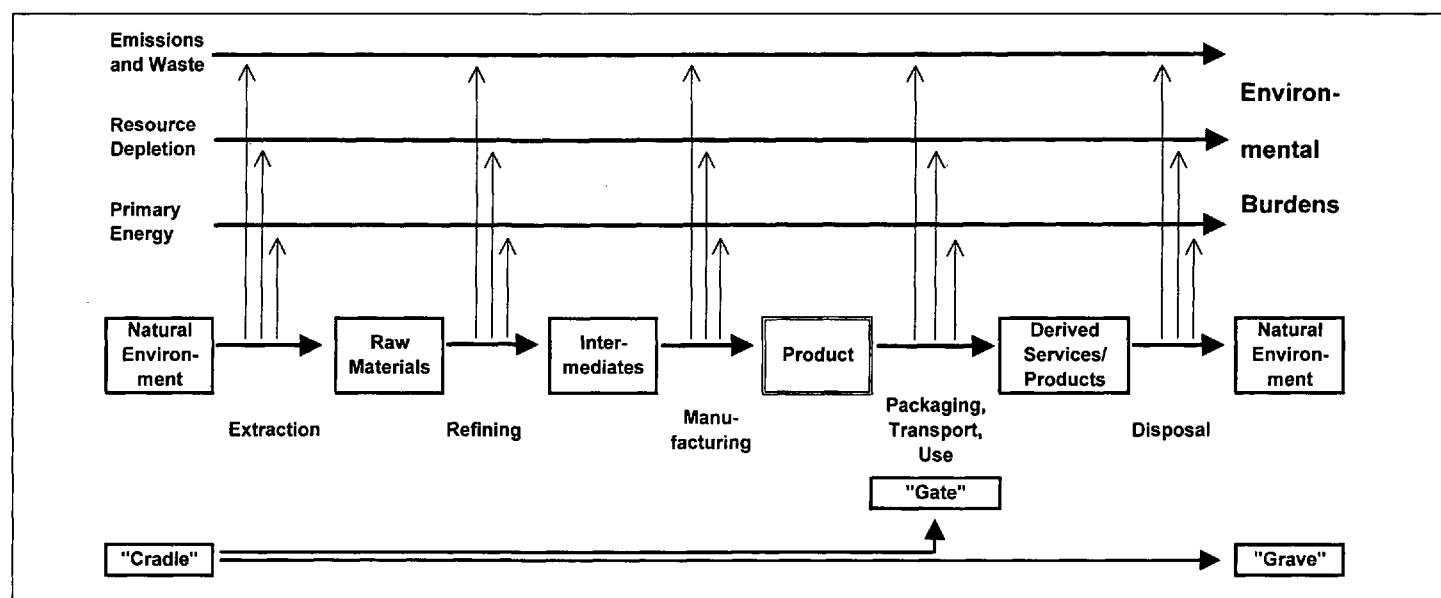 Emissions
and Waste
Resource
Depletion
Primary
Energy
Environ-
mental
Burdens
Natural
Environ-
ment
Raw
Materials
Inter-
mediates
Product
Derived
Services/
Products
Natural
Environ-
ment
Extraction
Refining
Manu-
facturing
Packaging,
Transport,
Use
Disposal
"Gate"
"Cradle"
"Grave"